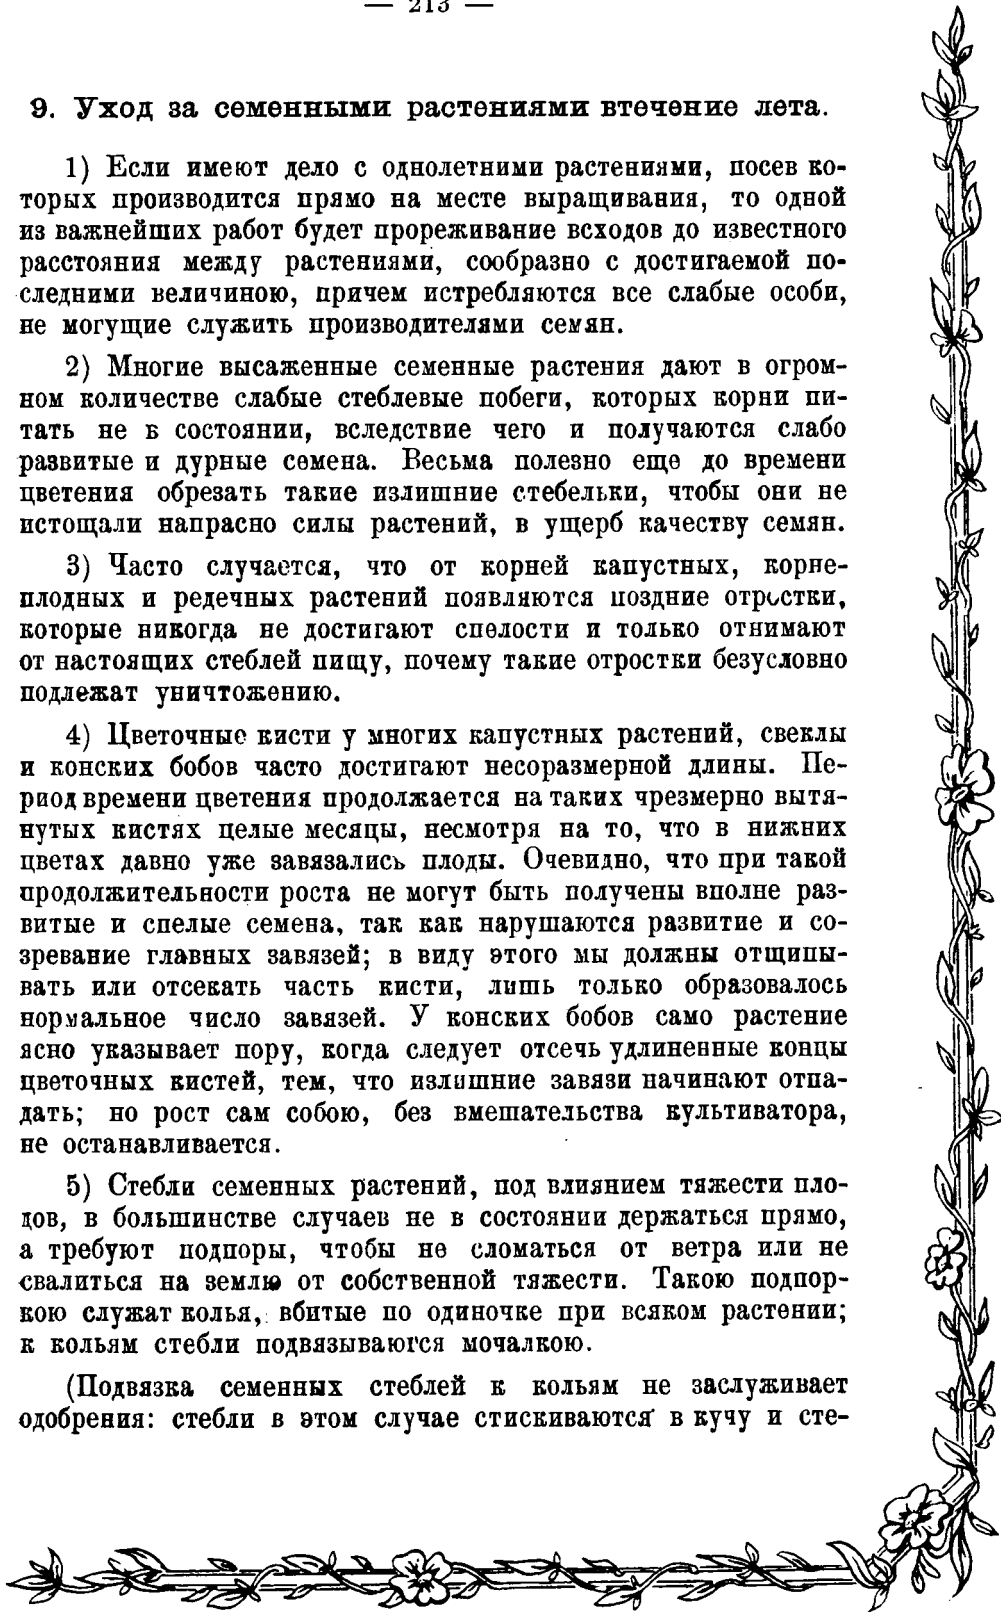 — 213 —
9. Уход за семенными растениями втечение лета.
1) Если имеют дело с однолетними растениями, посев ко-
торых производится прямо на месте выращивания, то одной
из важнейших работ будет прореживание всходов до известного
расстояния между растениями, сообразно с достигаемой по-
следними величиною, причем истребляются все слабые особи,
не могущие служить производителями семян.
2) Многие высаженные семенные растения дают в огром-
ном количестве слабые стеблевые побеги, которых корни пи-
тать не в состоянии, вследствие чего и получаются слабо
развитые и дурные семена. Весьма полезно еще до времени
цветения обрезать такие излишние стебельки, чтобы они не
истощали напрасно силы растений, в ущерб качеству семян.
3) Часто случается, что от корней капустных, корне-
плодных и редечных растений появляются поздние отростки,
которые никогда не достигают спелости и только отнимают
от настоящих стеблей пищу, почему такие отростки безусловно
подлежат уничтожению.
4) Цветочные кисти у многих капустных растений, свеклы
и конских бобов часто достигают несоразмерной длины. Пе-
риод времени цветения продолжается на таких чрезмерно вытя-
нутых кистях целые месяцы, несмотря на то, что в нижних
цветах давно уже завязались плоды. Очевидно, что при такой
продолжительности роста не могут быть получены вполне раз-
витые и спелые семена, так как нарушаются развитие и со-
зревание главных завязей; в виду этого мы должны отщипы-
вать или отсекать часть кисти, лишь только образовалось
нормальное число завязей. У конских бобов само растение
ясно указывает пору, когда следует отсечь удлиненные концы
цветочных кистей, тем, что излишние завязи начинают отпа-
дать; но рост сам собою, без вмешательства культиватора,
не останавливается.
5) Стебли семенных растений, под влиянием тяжести пло-
дов, в большинстве случаев не в состоянии держаться прямо,
а требуют подпоры, чтобы не сломаться от ветра или не
свалиться на землю от собственной тяжести. Такою подпор-
кою служат колья, вбитые по одиночке при всяком растении;
к кольям стебли подвязываются мочалкою.
(Подвязка семенных стеблей к кольям не заслуживает
одобрения: стебли в этом случае стискиваются в кучу и сте-